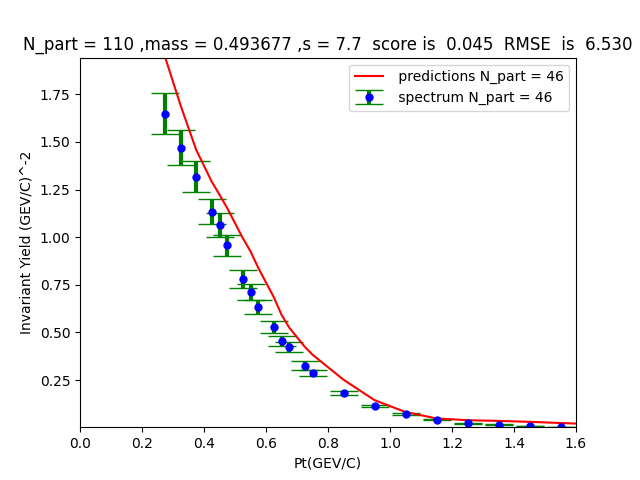 N_part = 110 ,mass = 0.493677 ,s = 7.7  score is  0.045  RMSE  is  6.530
predictions N_part = 46
spectrum N_part = 46
Invariant Yield (GEV/C)^-2
1.75
1.50
1.25
1.00
0.75
0.50
0.25
0.0 0.2 0.4 0.6 0.8 1.0 1.2 1.4 1.6
Pt(GEV/C)